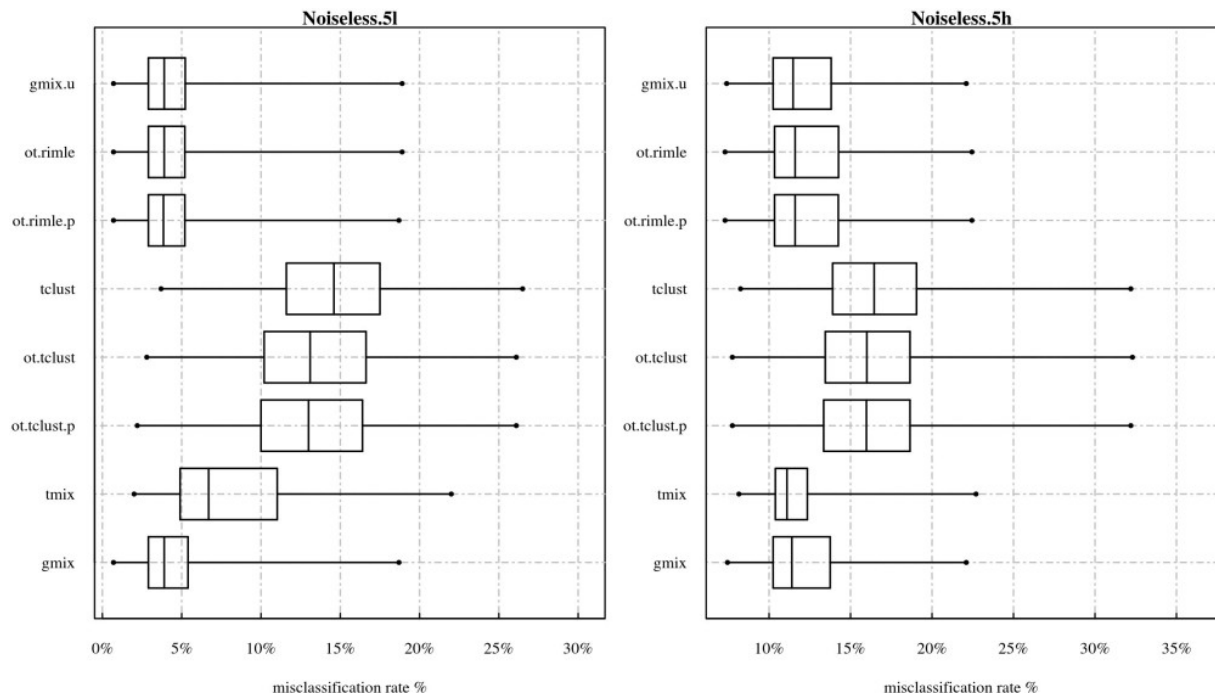 Noiseless.5l
gmix.u
ot.rimle
ot.rimle.p
tclust
ot.tclust
ot.tclust.p
tmix
gmix
0% 5% 10% 15% 20% 25% 30%
misclassification rate %
Noiseless.5h
gmix.u
ot.rimle
ot.rimle.p
tclust
ot.tclust
ot.tclust.p
tmix
gmix
10% 15% 20% 25% 30% 35%
misclassification rate %